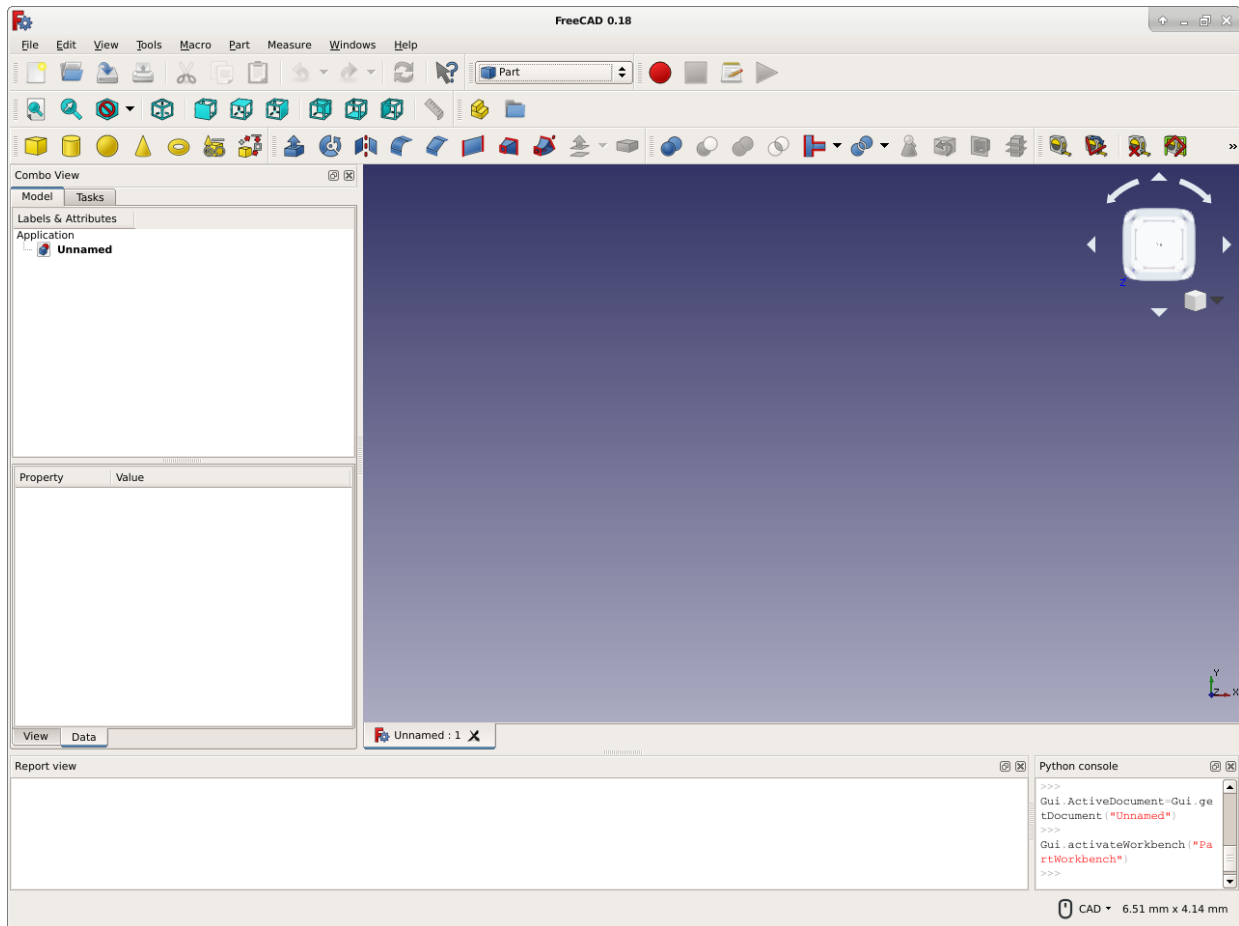 FreeCAD 0.18
File Edit View Tools Macro Part Measure Windows Help
Part
»
Combo View
Model Tasks
Labels & Attributes
Application
Unnamed
Z
Property Value
Y
Z X
View Data
Unnamed : 1
Report view
Python console
>>>
Gui.ActiveDocument=Gui.ge
tDocument("Unnamed")
>>>
Gui.activateWorkbench("Pa
rtWorkbench")
>>>
CAD 6.51 mm x 4.14 mm